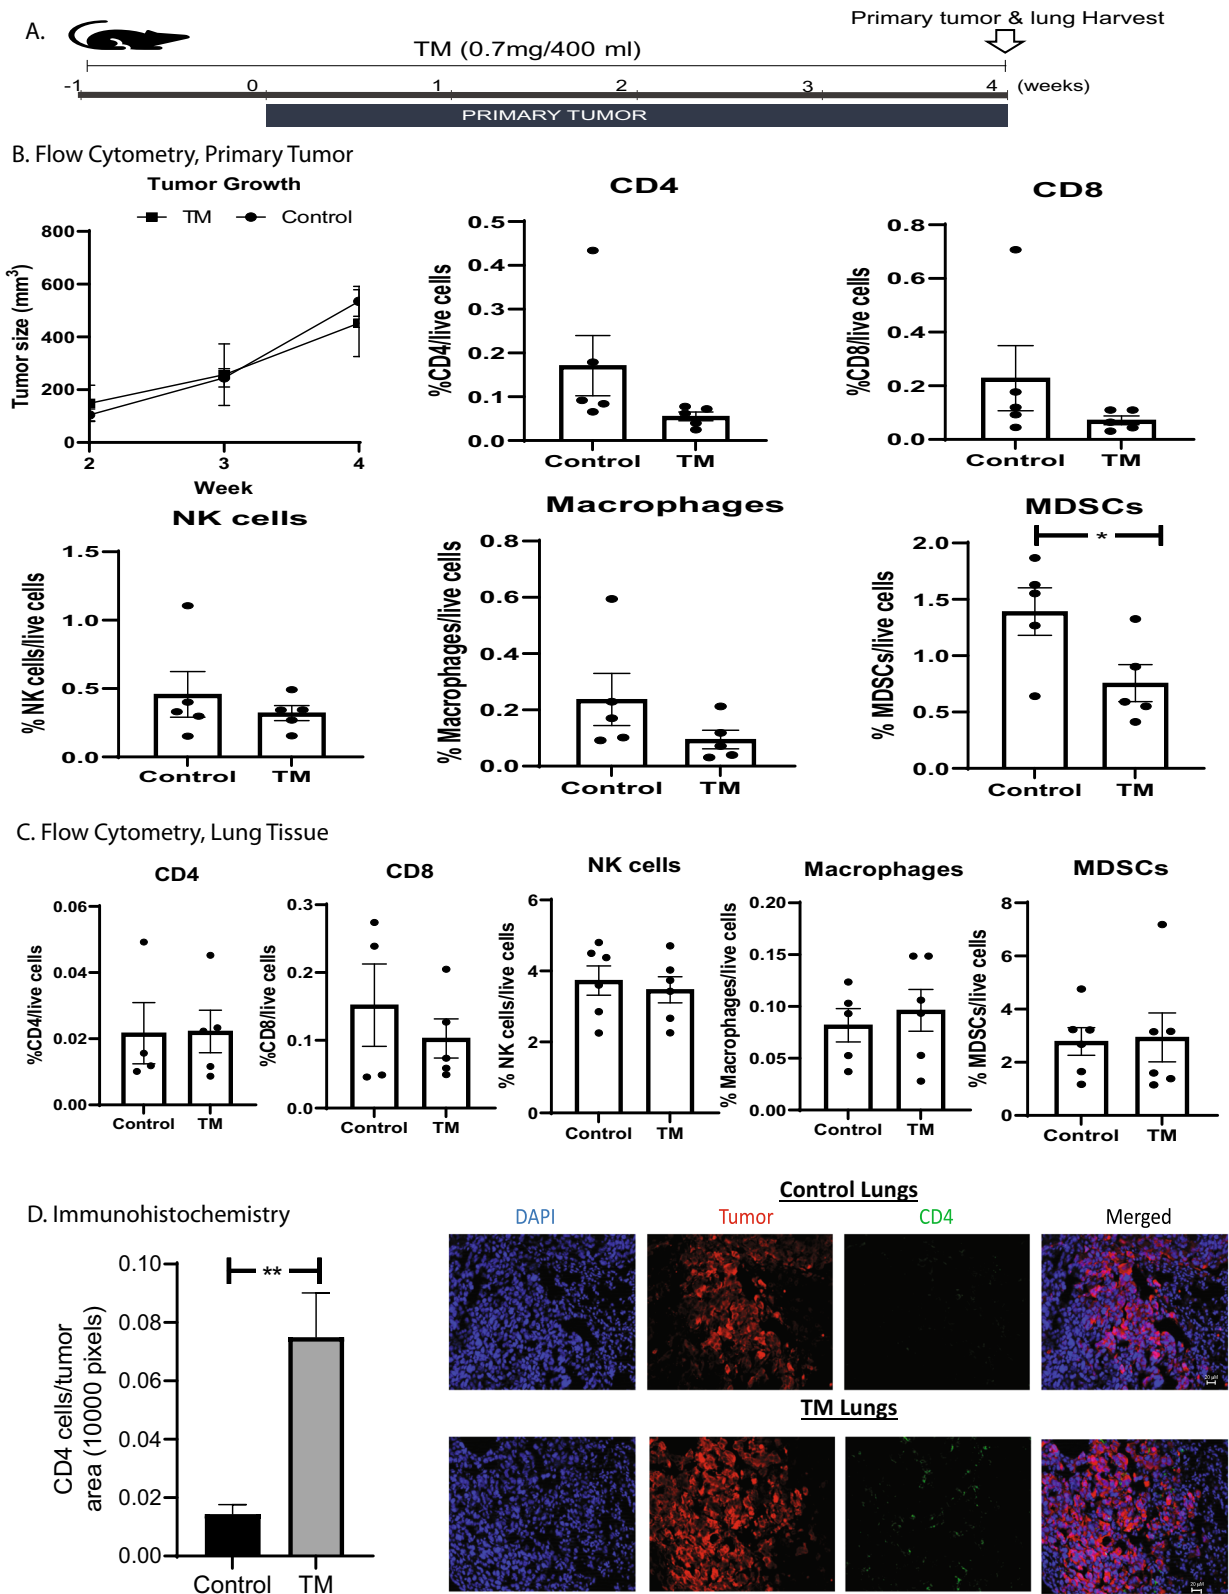 A.
Primary tumor & lung Harvest
TM (0.7mg/400 ml)
-1 0 1 2 3 4 (weeks)
PRIMARY TUMOR
B. Flow Cytometry, Primary Tumor
Tumor Growth
TM Control
Tumor size (mm³)
800
600
400
200
0
2 3 4
Week
CD4
%CD4/live cells
0.5
0.4
0.3
0.2
0.1
0.0
Control TM
CD8
%CD8/live cells
0.8
0.6
0.4
0.2
0.0
Control TM
NK cells
% NK cells/live cells
1.5
1.0
0.5
0.0
Control TM
Macrophages
% Macrophages/live cells
0.8
0.6
0.4
0.2
0.0
Control TM
MDSCs
*
% MDSCs/live cells
2.0
1.5
1.0
0.5
0.0
Control TM
C. Flow Cytometry, Lung Tissue
CD4
%CD4/live cells
0.06
0.04
0.02
0.00
Control TM
CD8
%CD8/live cells
0.3
0.2
0.1
0.0
Control TM
NK cells
% NK cells/live cells
6
4
2
0
Control TM
Macrophages
% Macrophages/live cells
0.20
0.15
0.10
0.05
0.00
Control TM
MDSCs
% MDSCs/live cells
8
6
4
2
0
Control TM
D. Immunohistochemistry
**
CD4 cells/tumor
area (10000 pixels)
0.10
0.08
0.06
0.04
0.02
0.00
Control TM
Control Lungs
DAPI Tumor CD4 Merged
20 µM
TM Lungs
20 µM